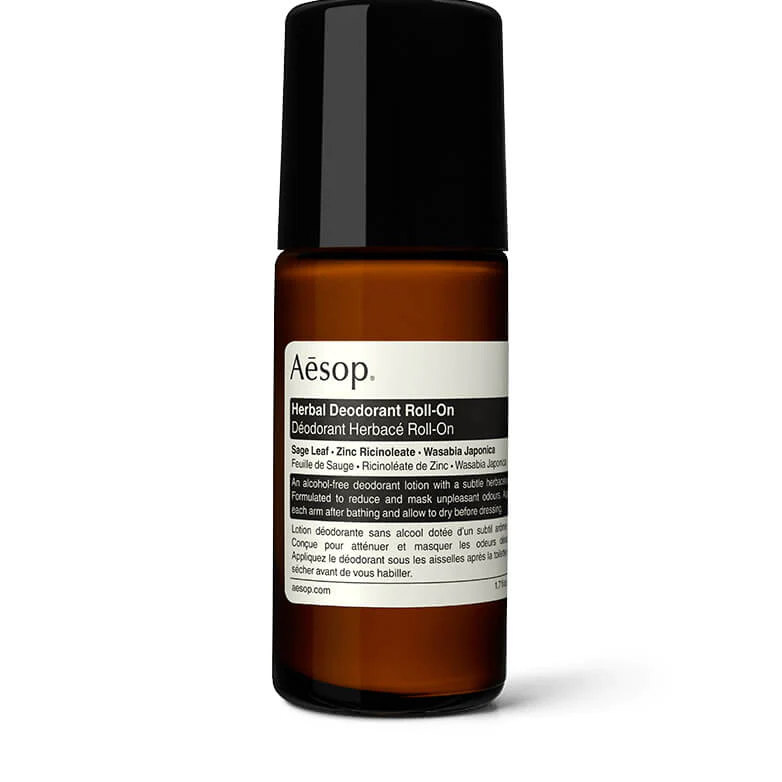 Aēsop.
Herbal Deodorant Roll-On
Déodorant Herbacé Roll-On
Sage Leaf • Zinc Ricinoleate • Wasabia Japonica
Feuille de Sauge • Ricinoléate de Zinc • Wasabia Japonica
An alcohol-free deodorant lotion with a subtle
Formulated to reduce and mask unpleasant odours.
each arm after bathing and allow to dry before dressing.
Lotion déodorante sans alcool dotée d'un subtil
Conçue pour atténuer et masquer les odeurs
Appliquez le déodorant sous les aisselles après la
sécher avant de vous habiller.
aesop.com